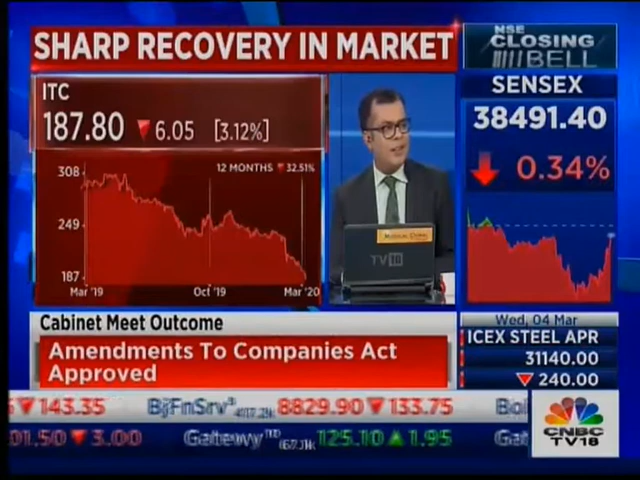 SHARP RECOVERY IN MARKET
NSE
CLOSING
BELL
ITC
187.80 ▼ 6.05 [3.12%]
12 MONTHS ▼ 32.51%
308
249
187
Mar '19 Oct '19 Mar '20
TV18
SENSEX
38491.40
0.34%
Cabinet Meet Outcome
Amendments To Companies Act
Approved
Wed, 04 Mar
ICEX STEEL APR
31140.00
▼ 240.00
▼143.35 BjFnSrv 8829.90▼133.75
01.50▼3.00 Gateway 125.10▲1.95
CNBC
TV18